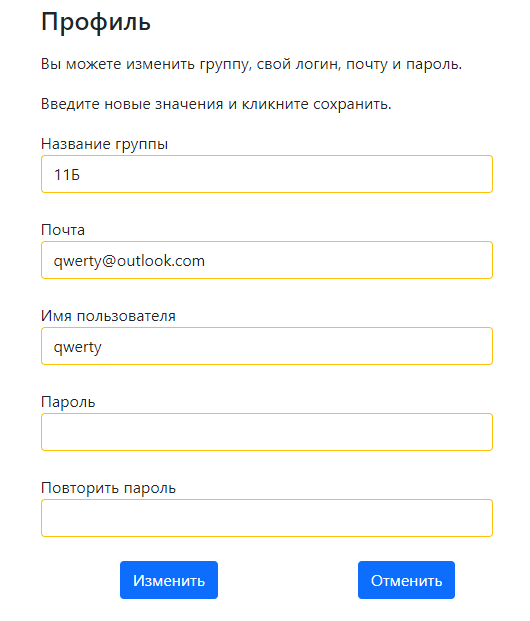 Профиль
Вы можете изменить группу, свой логин, почту и пароль.
Введите новые значения и кликните сохранить.
Название группы
11Б
Почта
qwerty@outlook.com
Имя пользователя
qwerty
Пароль
Повторить пароль
Изменить Отменить